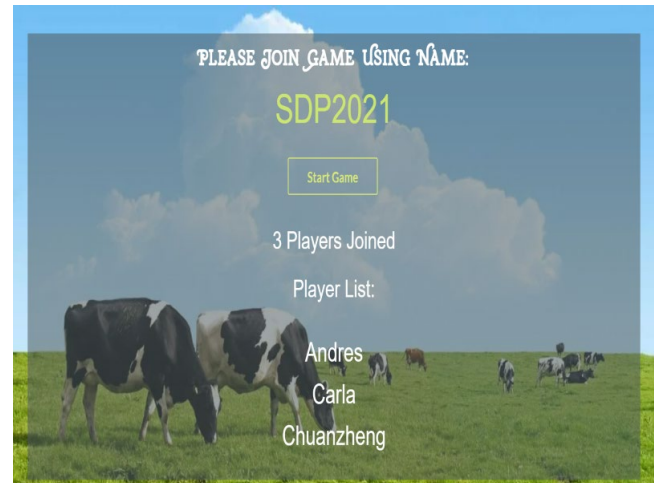 Please Join Game Using Name:
SDP2021
Start Game
3 Players Joined
Player List:
Andres
Carla
Chuanzheng